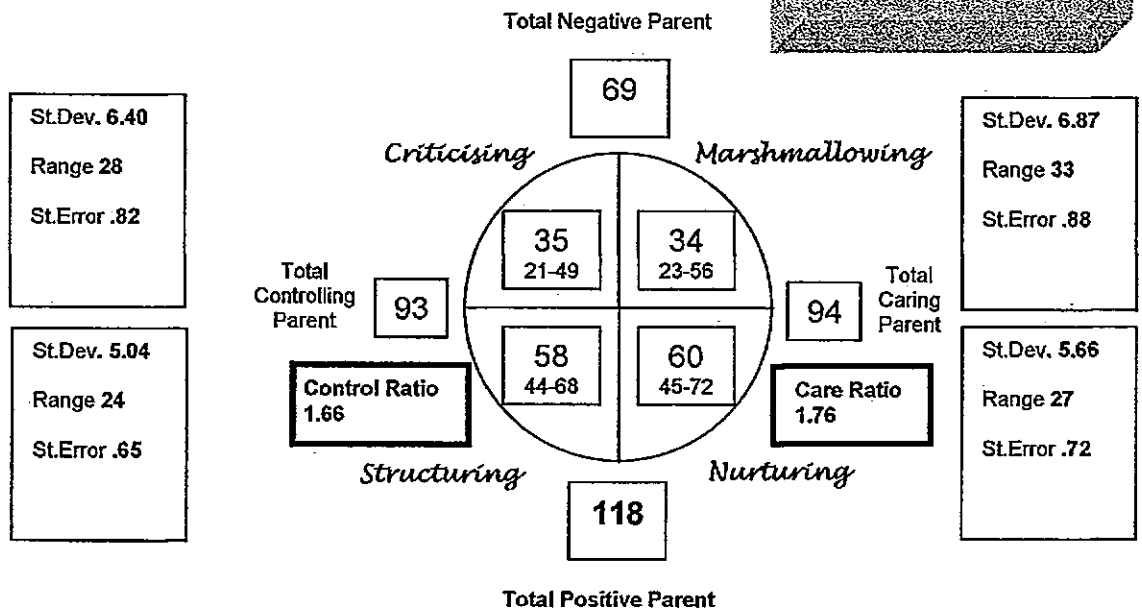 Total Negative Parent
69
St.Dev. 6.40
Range 28
St.Error .82
Criticising
Marshmallowing
St.Dev. 6.87
Range 33
St.Error .88
35
21-49
34
23-56
Total
Controlling
Parent
93
94
Total
Caring
Parent
St.Dev. 5.04
Range 24
St.Error .65
Control Ratio
1.66
58
44-68
60
45-72
Care Ratio
1.76
St.Dev. 5.66
Range 27
St.Error .72
Structuring
Nurturing
118
Total Positive Parent